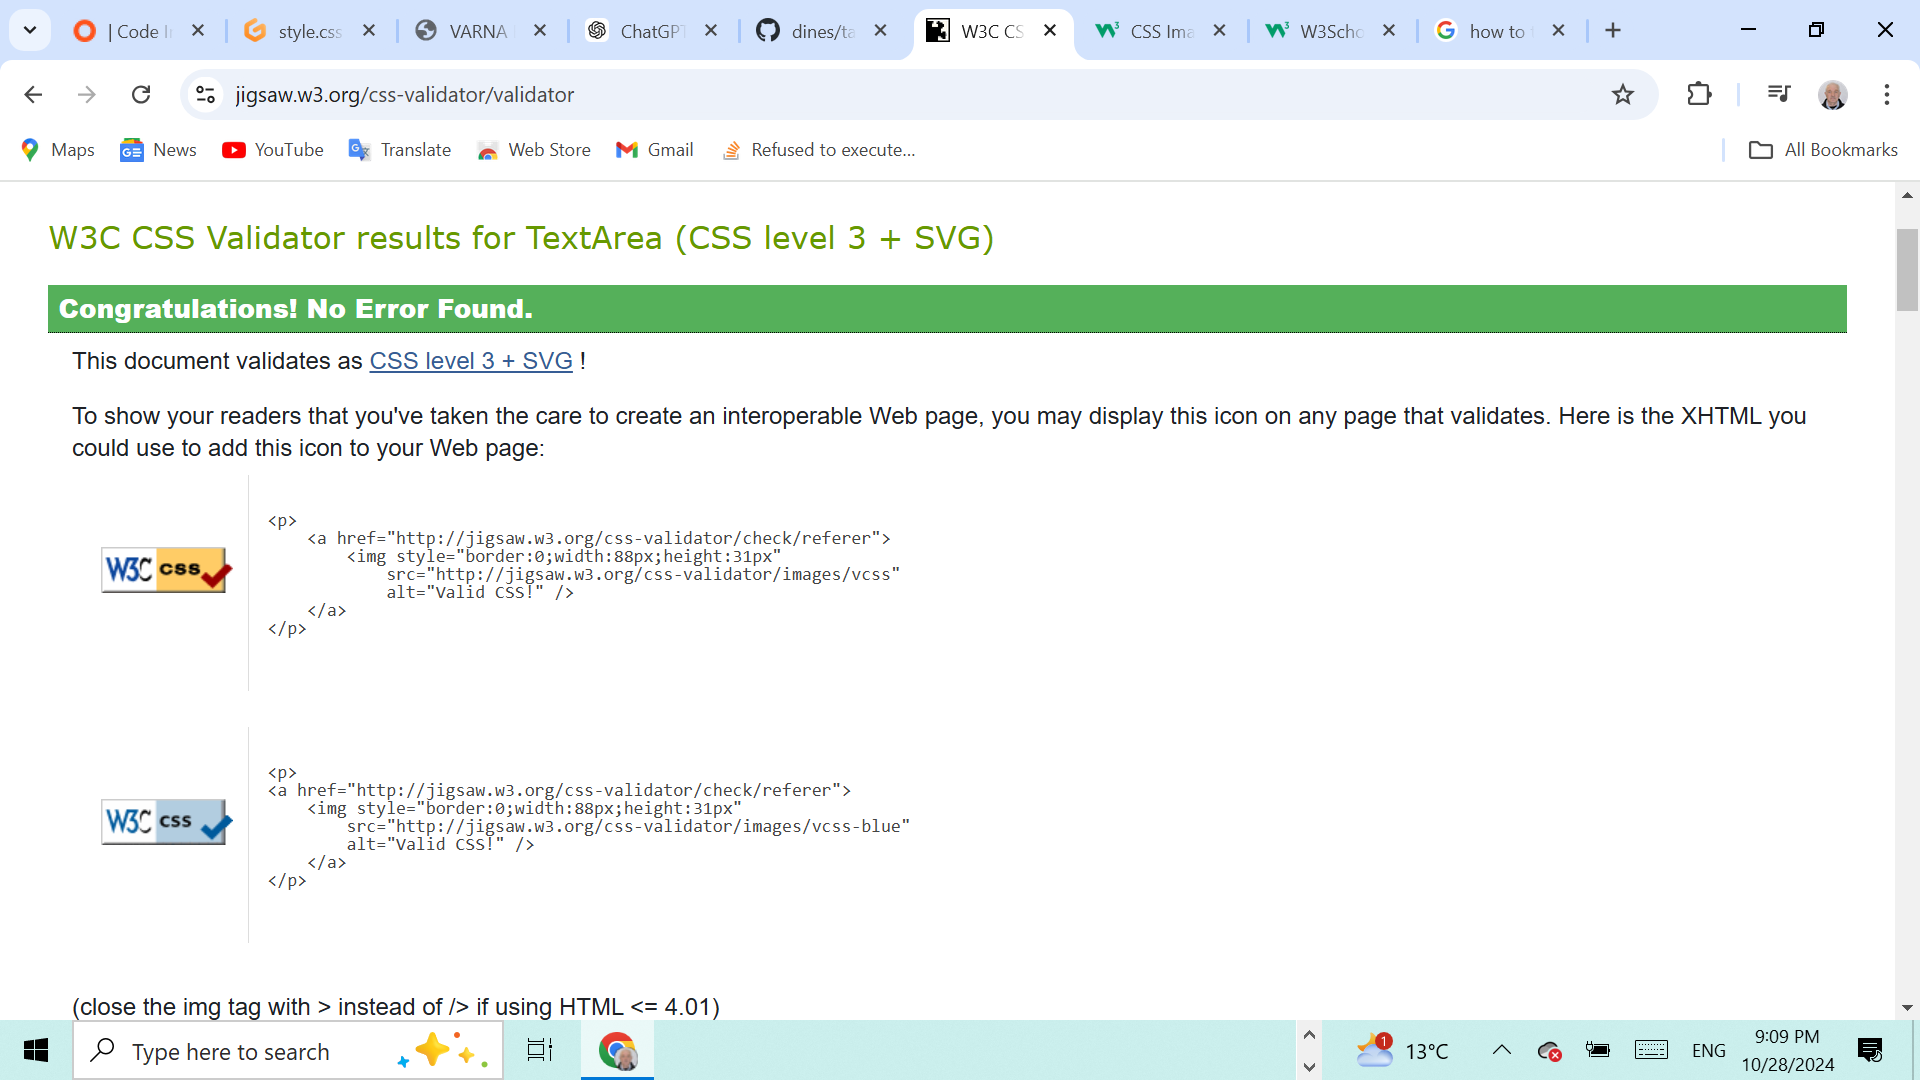 | Code I
style.css
VARNA
ChatGPT
dines/ta
W3C CS
CSS Ima
W3Scho
how to
jigsaw.w3.org/css-validator/validator
Maps
News
YouTube
Translate
Web Store
Gmail
Refused to execute...
All Bookmarks
W3C CSS Validator results for TextArea (CSS level 3 + SVG)
Congratulations! No Error Found.
This document validates as CSS level 3 + SVG !
To show your readers that you've taken the care to create an interoperable Web page, you may display this icon on any page that validates. Here is the XHTML you
could use to add this icon to your Web page:
W3C css
<p>
<a href="http://jigsaw.w3.org/css-validator/check/referer">
<img style="border:0;width:88px;height:31px"
src="http://jigsaw.w3.org/css-validator/images/vcss"
alt="Valid CSS!" />
</a>
</p>
W3C css
<p>
<a href="http://jigsaw.w3.org/css-validator/check/referer">
<img style="border:0;width:88px;height:31px"
src="http://jigsaw.w3.org/css-validator/images/vcss-blue"
alt="Valid CSS!" />
</a>
</p>
(close the img tag with > instead of /> if using HTML <= 4.01)
Type here to search
1
13°C
ENG
9:09 PM
10/28/2024